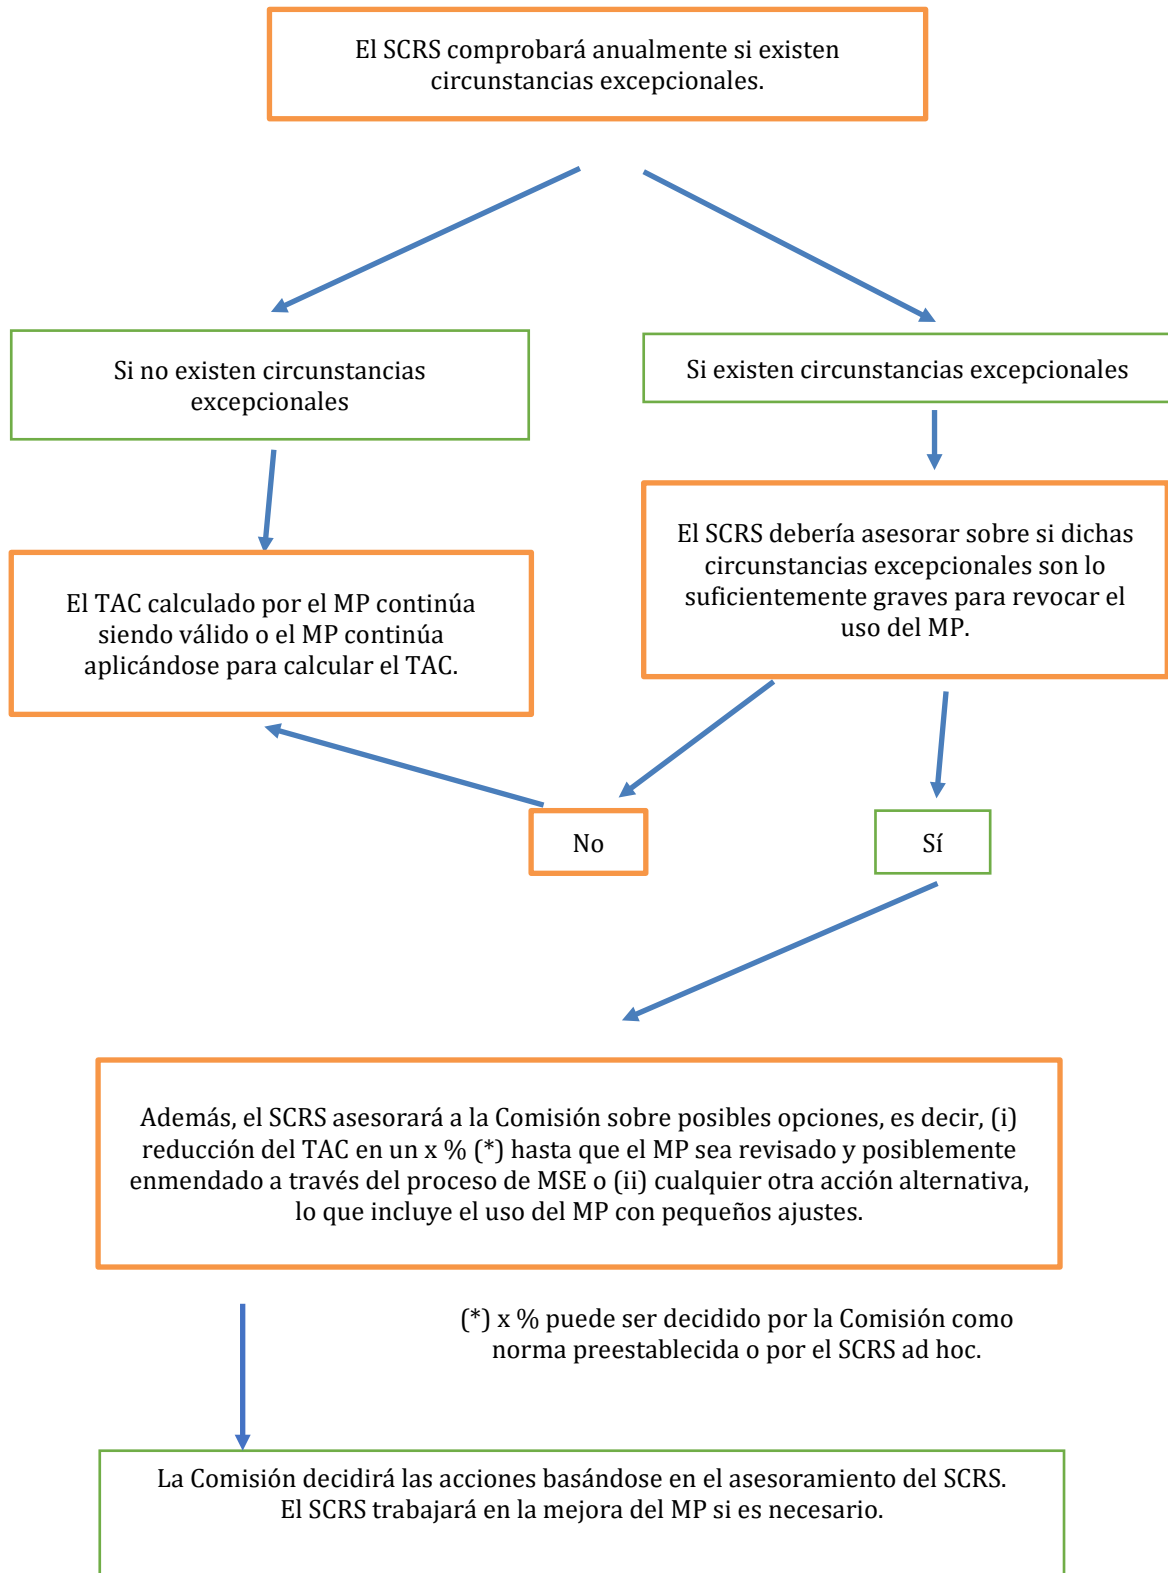 El SCRS comprobará anualmente si existen
circunstancias excepcionales.
Si no existen circunstancias
excepcionales
Si existen circunstancias excepcionales
El TAC calculado por el MP continúa
siendo válido o el MP continúa
aplicándose para calcular el TAC.
El SCRS debería asesorar sobre si dichas
circunstancias excepcionales son lo
suficientemente graves para revocar el
uso del MP.
No
Sí
Además, el SCRS asesorará a la Comisión sobre posibles opciones, es decir, (i)
reducción del TAC en un x % (*) hasta que el MP sea revisado y posiblemente
enmendado a través del proceso de MSE o (ii) cualquier otra acción alternativa,
lo que incluye el uso del MP con pequeños ajustes.
(*) x % puede ser decidido por la Comisión como
norma preestablecida o por el SCRS ad hoc.
La Comisión decidirá las acciones basándose en el asesoramiento del SCRS.
El SCRS trabajará en la mejora del MP si es necesario.